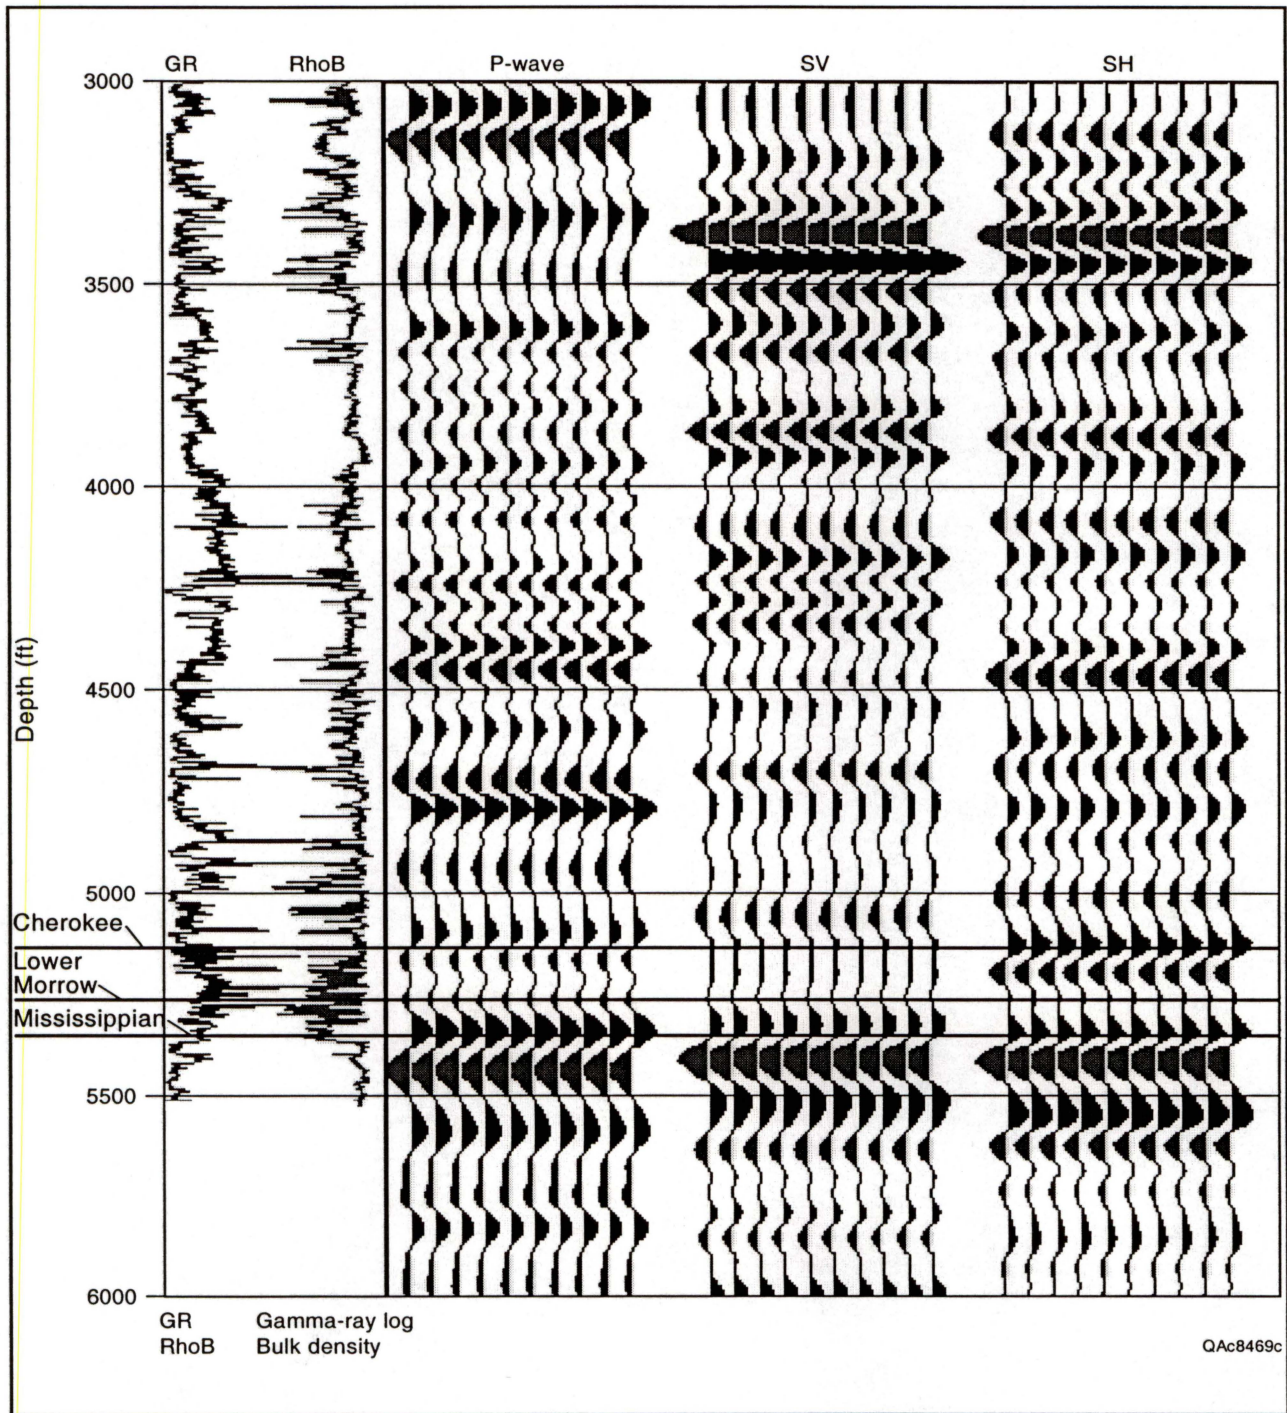 GR RhoB P-wave SV SH
3000
3500
4000
4500
5000
5500
6000
Depth (ft)
Cherokee
Lower
Morrow
Mississippian
GR Gamma-ray log
RhoB Bulk density
QAc8469c